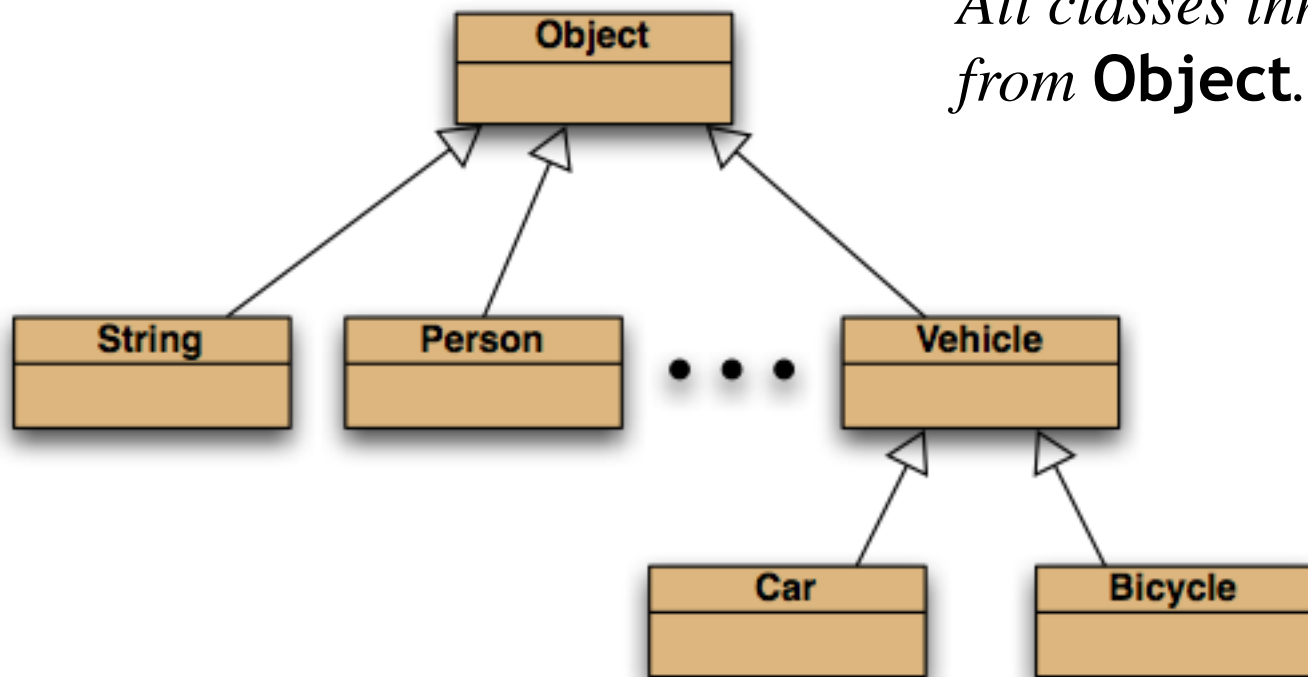 Object
All classes
from Object.
String
Person
Vehicle
Car
Bicycle